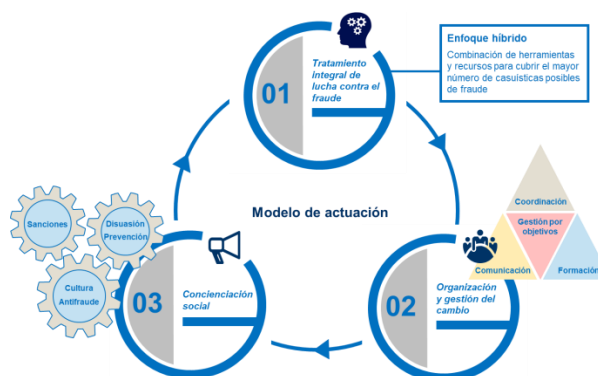 01
Tratamiento
integral de
lucha contra el
fraude
Enfoque híbrido
Combinación de herramientas
y recursos para cubrir el mayor
número de casuísticas posibles
de fraude
Modelo de actuación
Coordinación
Gestión por
objetivos
Comunicación
Formación
02
Organización
y gestión del
cambio
Sanciones
Disuasión
Prevención
Cultura
Antifraude
03
Concienciación
social